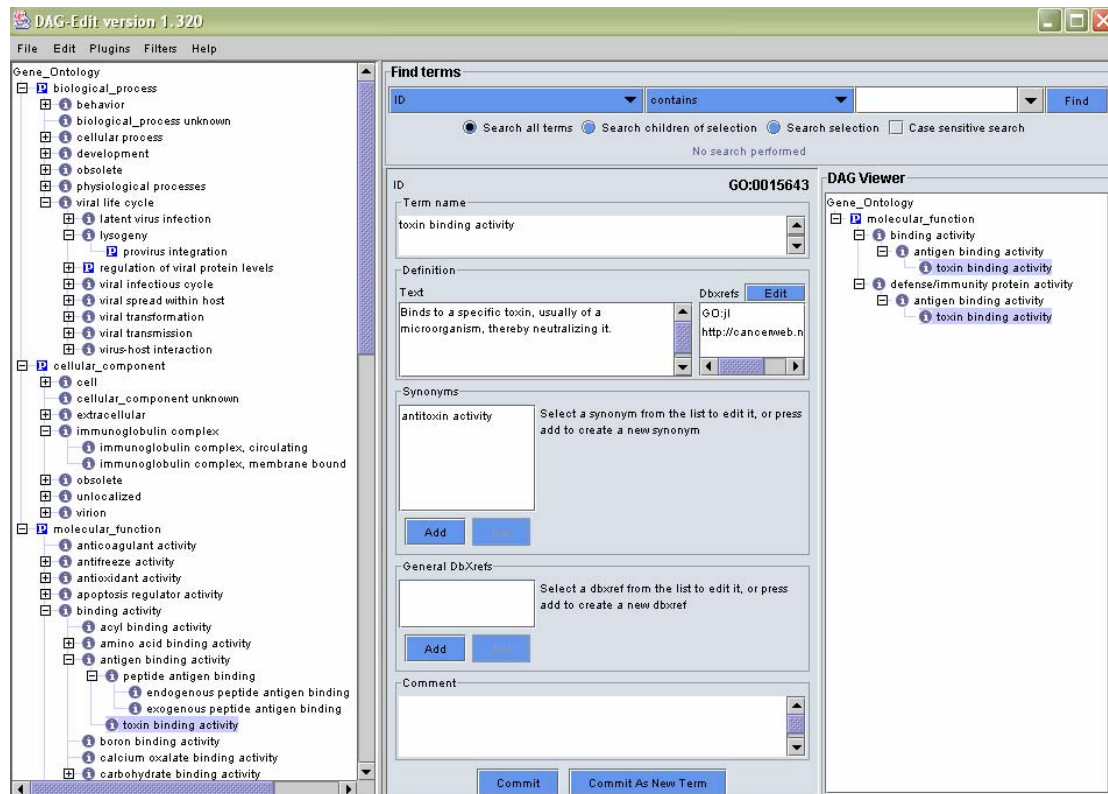 DAG-Edit version 1.320
File Edit Plugins Filters Help
Gene_Ontology
P biological_process
i behavior
i biological_process unknown
i cellular process
i development
i obsolete
i physiological processes
i viral life cycle
i latent virus infection
i lysogeny
P provirus integration
P regulation of viral protein levels
i viral infectious cycle
i viral spread within host
i viral transformation
i viral transmission
i virus-host interaction
P cellular_component
i cell
i cellular_component unknown
i extracellular
i immunoglobulin complex
i immunoglobulin complex, circulating
i immunoglobulin complex, membrane bound
i obsolete
i unlocalized
i virion
P molecular_function
i anticoagulant activity
i antifreeze activity
i antioxidant activity
i apoptosis regulator activity
i binding activity
i acyl binding activity
i amino acid binding activity
i antigen binding activity
i peptide antigen binding
i endogenous peptide antigen binding
i exogenous peptide antigen binding
i toxin binding activity
i boron binding activity
i calcium oxalate binding activity
i carbohydrate binding activity
Find terms
ID contains Find
Search all terms Search children of selection Search selection Case sensitive search
No search performed
ID GO:0015643
Term name
toxin binding activity
Definition
Text Dbxrefs Edit
Binds to a specific toxin, usually of a
microorganism, thereby neutralizing it.
GO:jl
http://cancerweb.n
Synonyms
antitoxin activity
Select a synonym from the list to edit it, or press
add to create a new synonym
Add
General DbXrefs
Select a dbxref from the list to edit it, or press
add to create a new dbxref
Add
Comment
Commit Commit As New Term
DAG Viewer
Gene_Ontology
P molecular_function
i binding activity
i antigen binding activity
i toxin binding activity
i defense/immunity protein activity
i antigen binding activity
i toxin binding activity